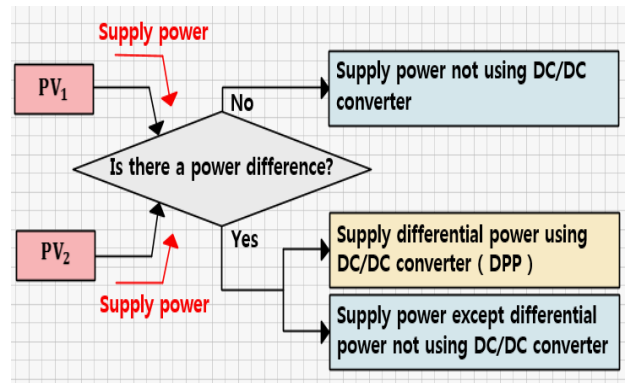 Supply power
PV₁
Supply power not using DC/DC
converter
No
Is there a power difference?
Yes
PV₂
Supply differential power using
DC/DC converter ( DPP )
Supply power
Supply power except differential
power not using DC/DC converter